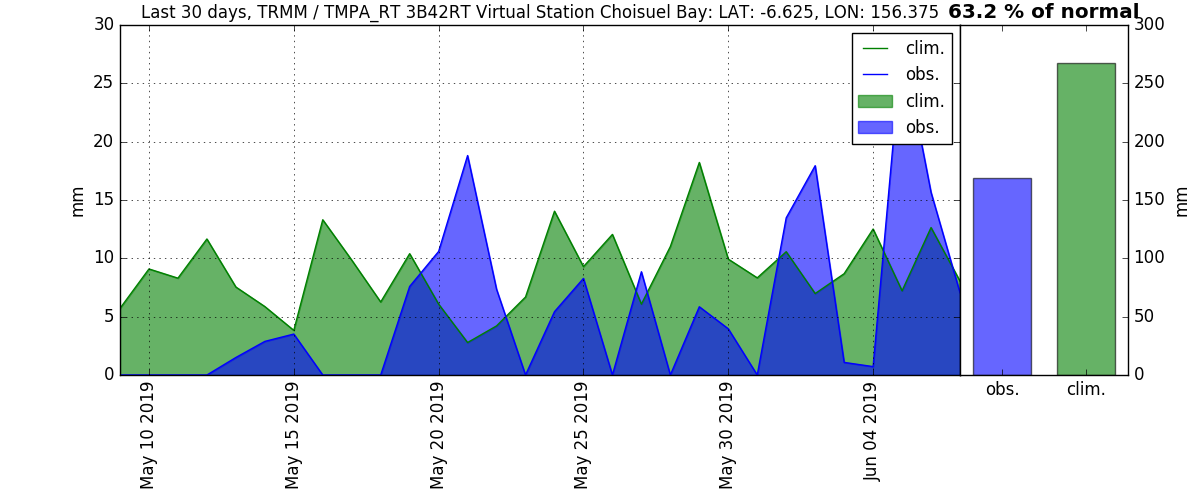 Last 30 days, TRMM / TMPA_RT 3B42RT Virtual Station Choisuel Bay: LAT: -6.625, LON: 156.375 63.2 % of normal
clim.
obs.
clim.
obs.
30
25
20
15
10
5
0
mm
300
250
200
150
100
50
0
mm
May 10 2019
May 15 2019
May 20 2019
May 25 2019
May 30 2019
Jun 04 2019
obs.
clim.